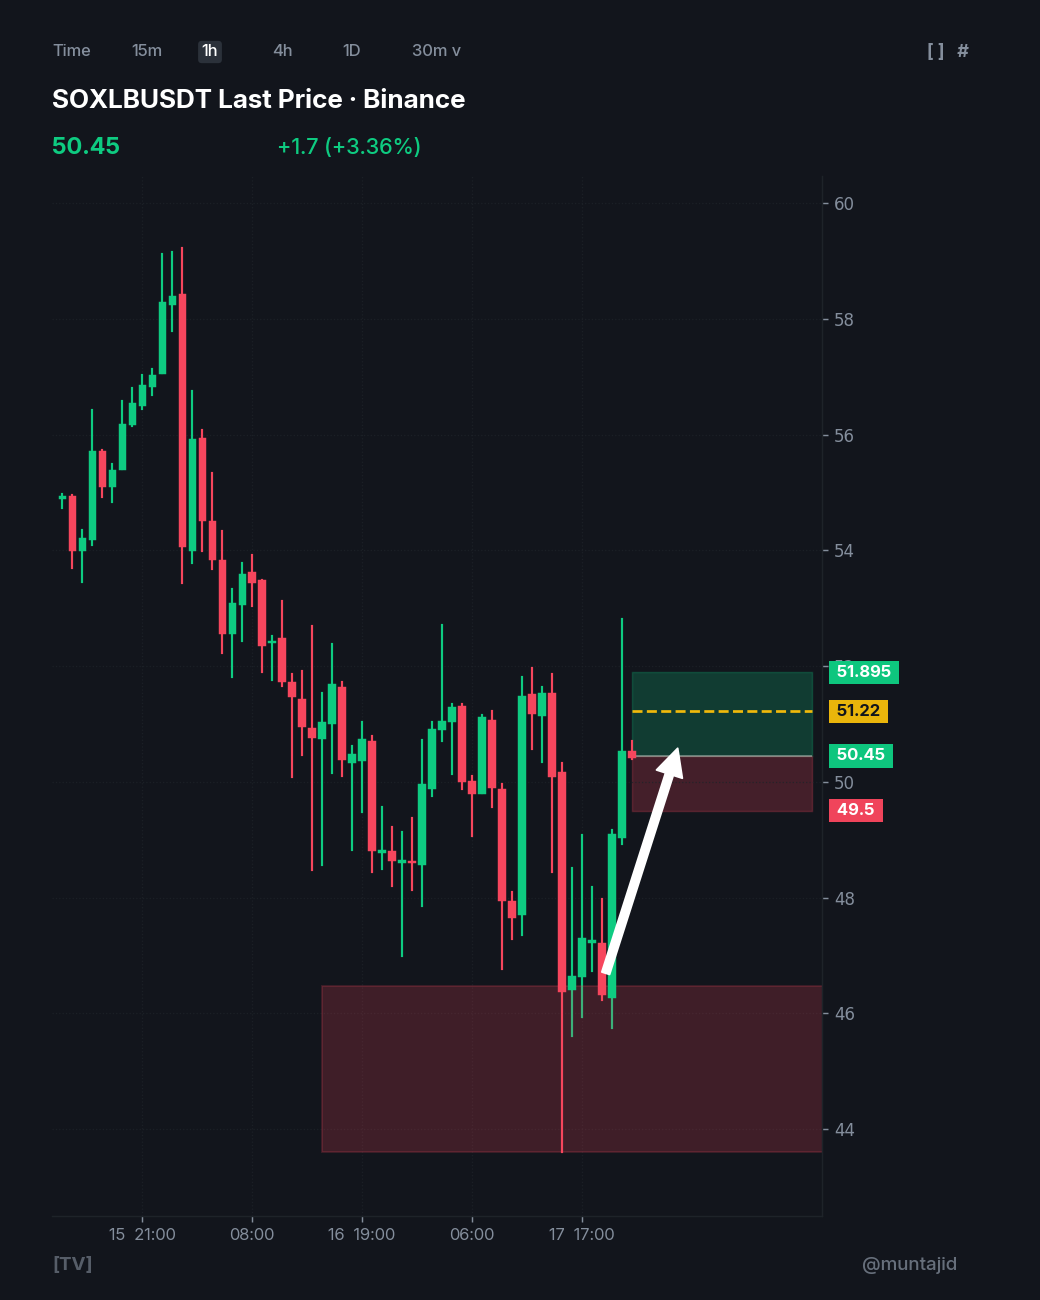 Time 15m 1h 4h 1D 30m v [ ] #
SOXLBUSDT Last Price · Binance
50.45 +1.7 (+3.36%)
60
58
56
54
51.895
51.22
50.45
50
49.5
48
46
44
15 21:00 08:00 16 19:00 06:00 17 17:00
[TV] @muntajid